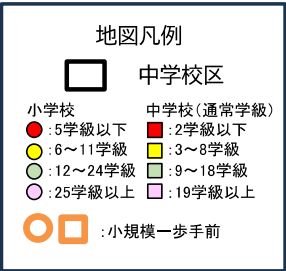 地図凡例
中学校区
小学校 中学校(通常学級)
:5学級以下 :2学級以下
:6～11学級 :3～8学級
:12～24学級 :9～18学級
:25学級以上 :19学級以上
:小規模一歩手前